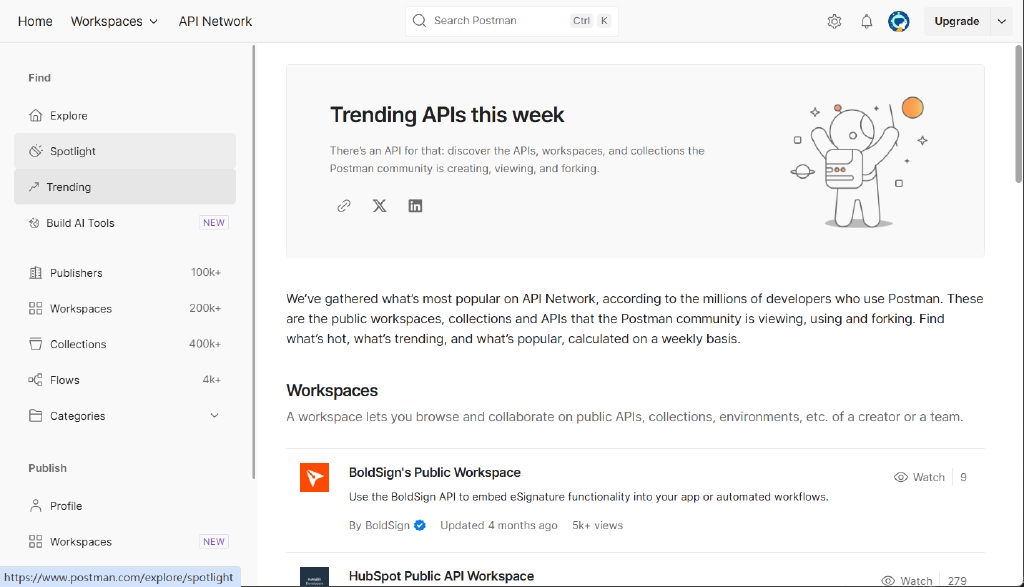 Home Workspaces API Network Search Postman Ctrl K Upgrade
Find
Explore
Spotlight
Trending
Build AI Tools NEW
Publishers 100k+
Workspaces 200k+
Collections 400k+
Flows 4k+
Categories
Publish
Profile
Workspaces NEW
https://www.postman.com/explore/spotlight
Trending APIs this week
There's an API for that: discover the APIs, workspaces, and collections the
Postman community is creating, viewing, and forking.
We've gathered what's most popular on API Network, according to the millions of developers who use Postman. These
are the public workspaces, collections and APIs that the Postman community is viewing, using and forking. Find
what's hot, what's trending, and what's popular, calculated on a weekly basis.
Workspaces
A workspace lets you browse and collaborate on public APIs, collections, environments, etc. of a creator or a team.
BoldSign's Public Workspace Watch 9
Use the BoldSign API to embed eSignature functionality into your app or automated workflows.
By BoldSign Updated 4 months ago 5k+ views
HubSpot Public API Workspace Watch 279